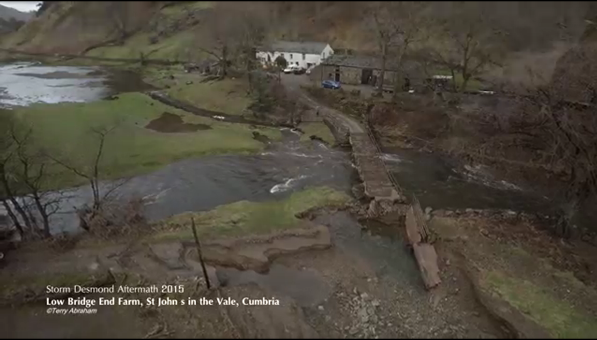 Storm Desmond Aftermath 2015
Low Bridge End Farm, St John s in the Vale, Cumbria
©Terry Abraham